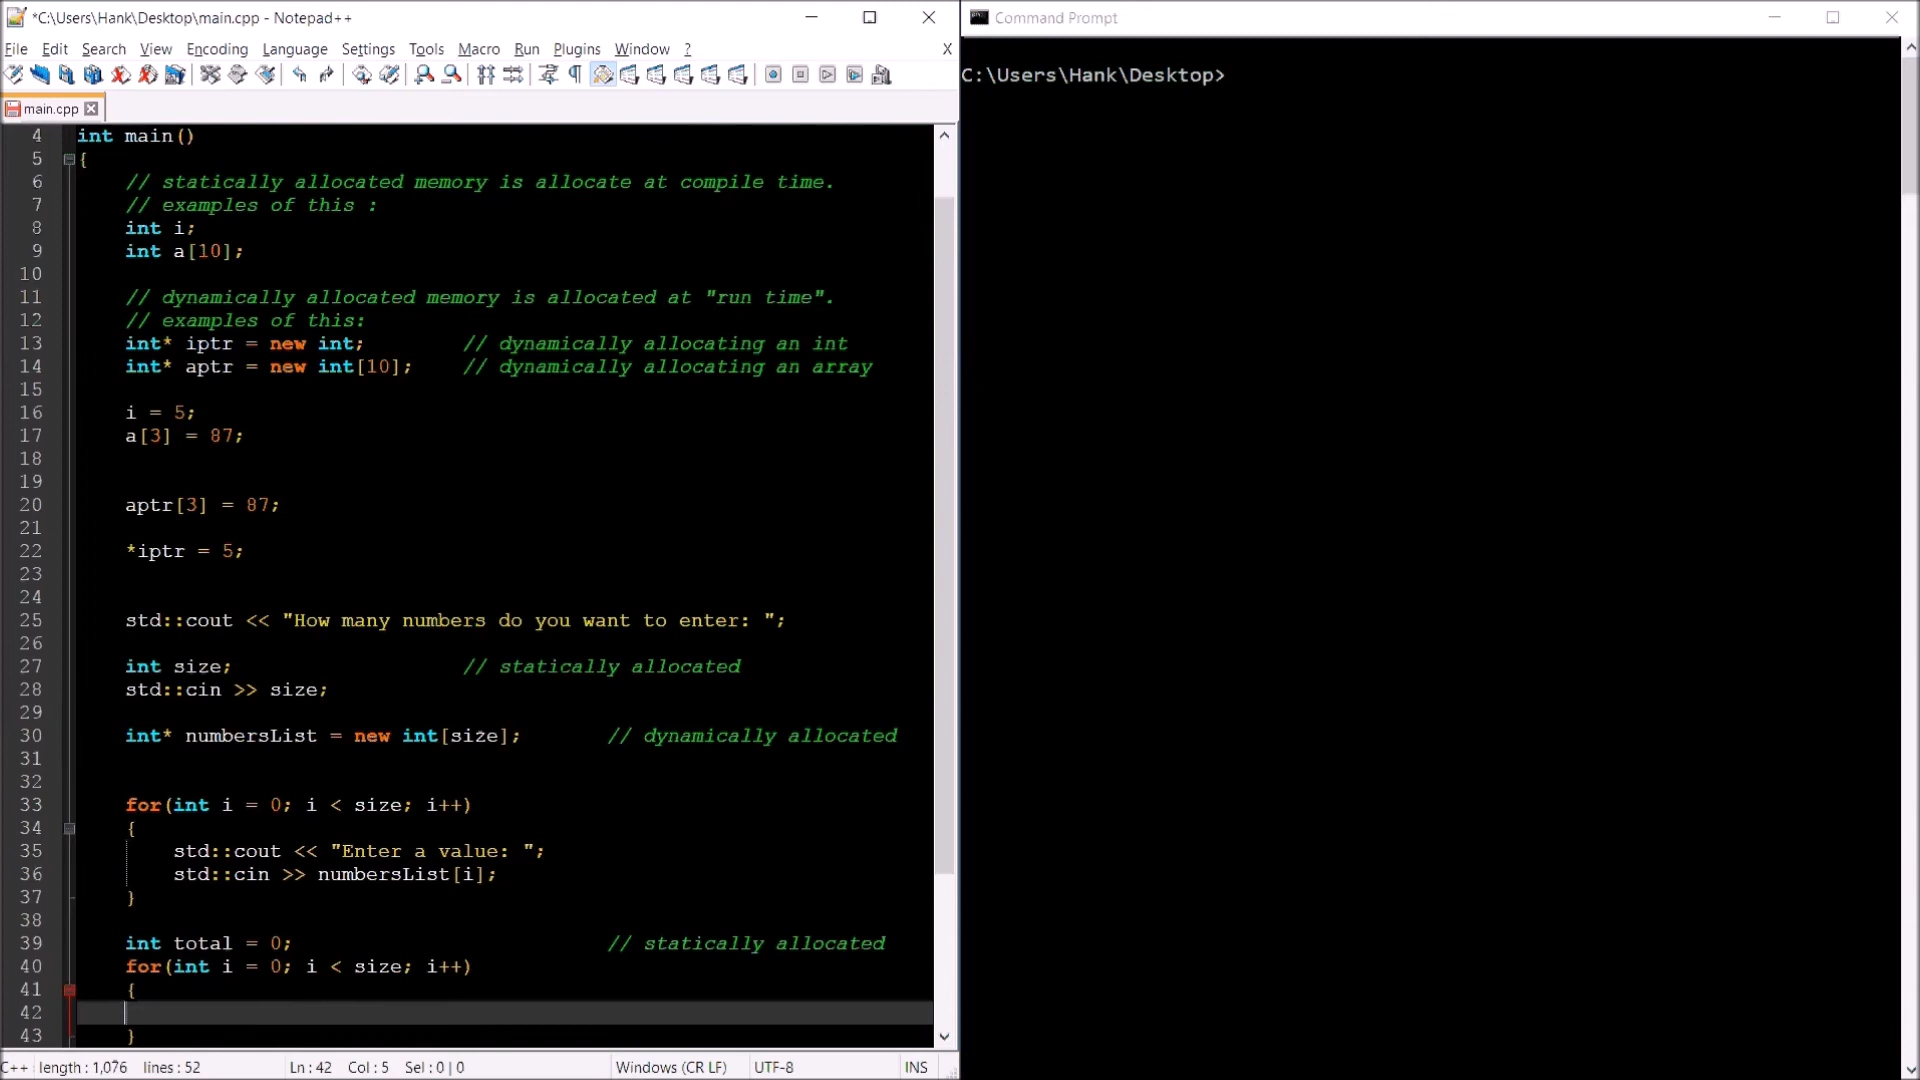 *C:\Users\Hank\Desktop\main.cpp - Notepad++
File Edit Search View Encoding Language Settings Tools Macro Run Plugins Window ? X
main.cpp
4 int main()
5 {
6 // statically allocated memory is allocate at compile time.
7 // examples of this :
8 int i;
9 int a[10];
10
11 // dynamically allocated memory is allocated at "run time".
12 // examples of this:
13 int* iptr = new int; // dynamically allocating an int
14 int* aptr = new int[10]; // dynamically allocating an array
15
16 i = 5;
17 a[3] = 87;
18
19
20 aptr[3] = 87;
21
22 *iptr = 5;
23
24
25 std::cout << "How many numbers do you want to enter: ";
26
27 int size; // statically allocated
28 std::cin >> size;
29
30 int* numbersList = new int[size]; // dynamically allocated
31
32
33 for(int i = 0; i < size; i++)
34 {
35 std::cout << "Enter a value: ";
36 std::cin >> numbersList[i];
37 }
38
39 int total = 0; // statically allocated
40 for(int i = 0; i < size; i++)
41 {
42
43 }
C++ length : 1,076 lines : 52 Ln : 42 Col : 5 Sel : 0 | 0 Windows (CR LF) UTF-8 INS
Command Prompt
C:\Users\Hank\Desktop>